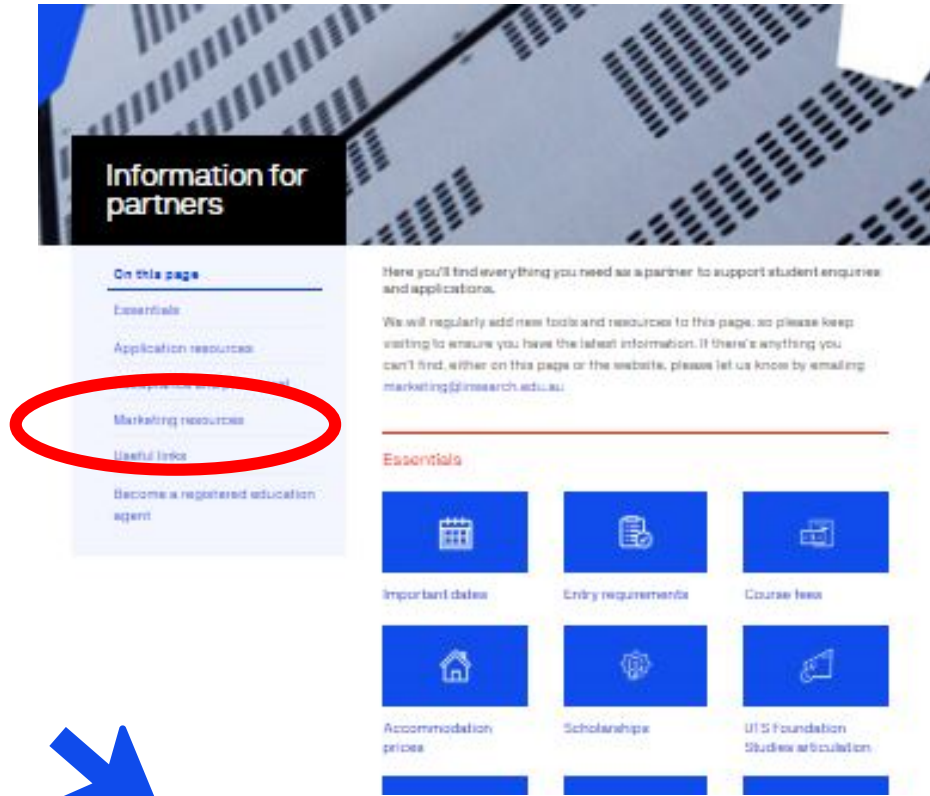 Information for
partners
On this page
Essentials
Application resources
Marketing resources
Useful links
Become a registered education
agent
Here you'll find everything you need as a partner to support student enquiries
and applications.
We will regularly add new tools and resources to this page, so please keep
visiting to ensure you have the latest information. If there's anything you
can't find, either on this page or the website, please let us know by emailing
marketing@insearch.edu.au
Essentials
Important dates
Entry requirements
Course fees
Accommodation
prices
Scholarships
UTS Foundation
Studies articulation